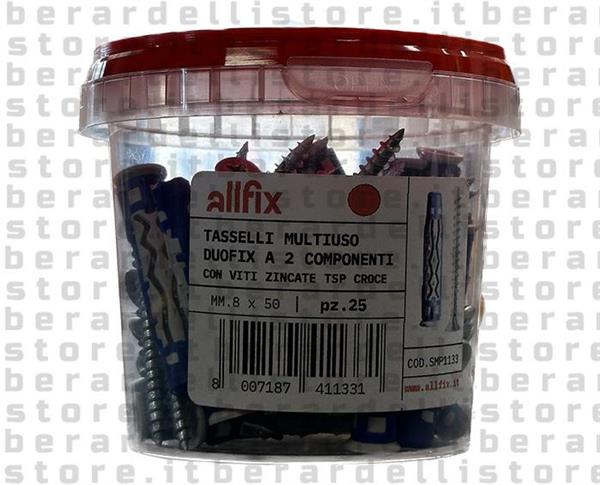 berardellistore.it
allfix
TASSELLI MULTIUSO
DUOFIX A 2 COMPONENTI
CON VITI ZINCATE TSP CROCE
MM.8 x 50 | pz.25
COD.SMP1133
www.allfix.it
8 007187 411331